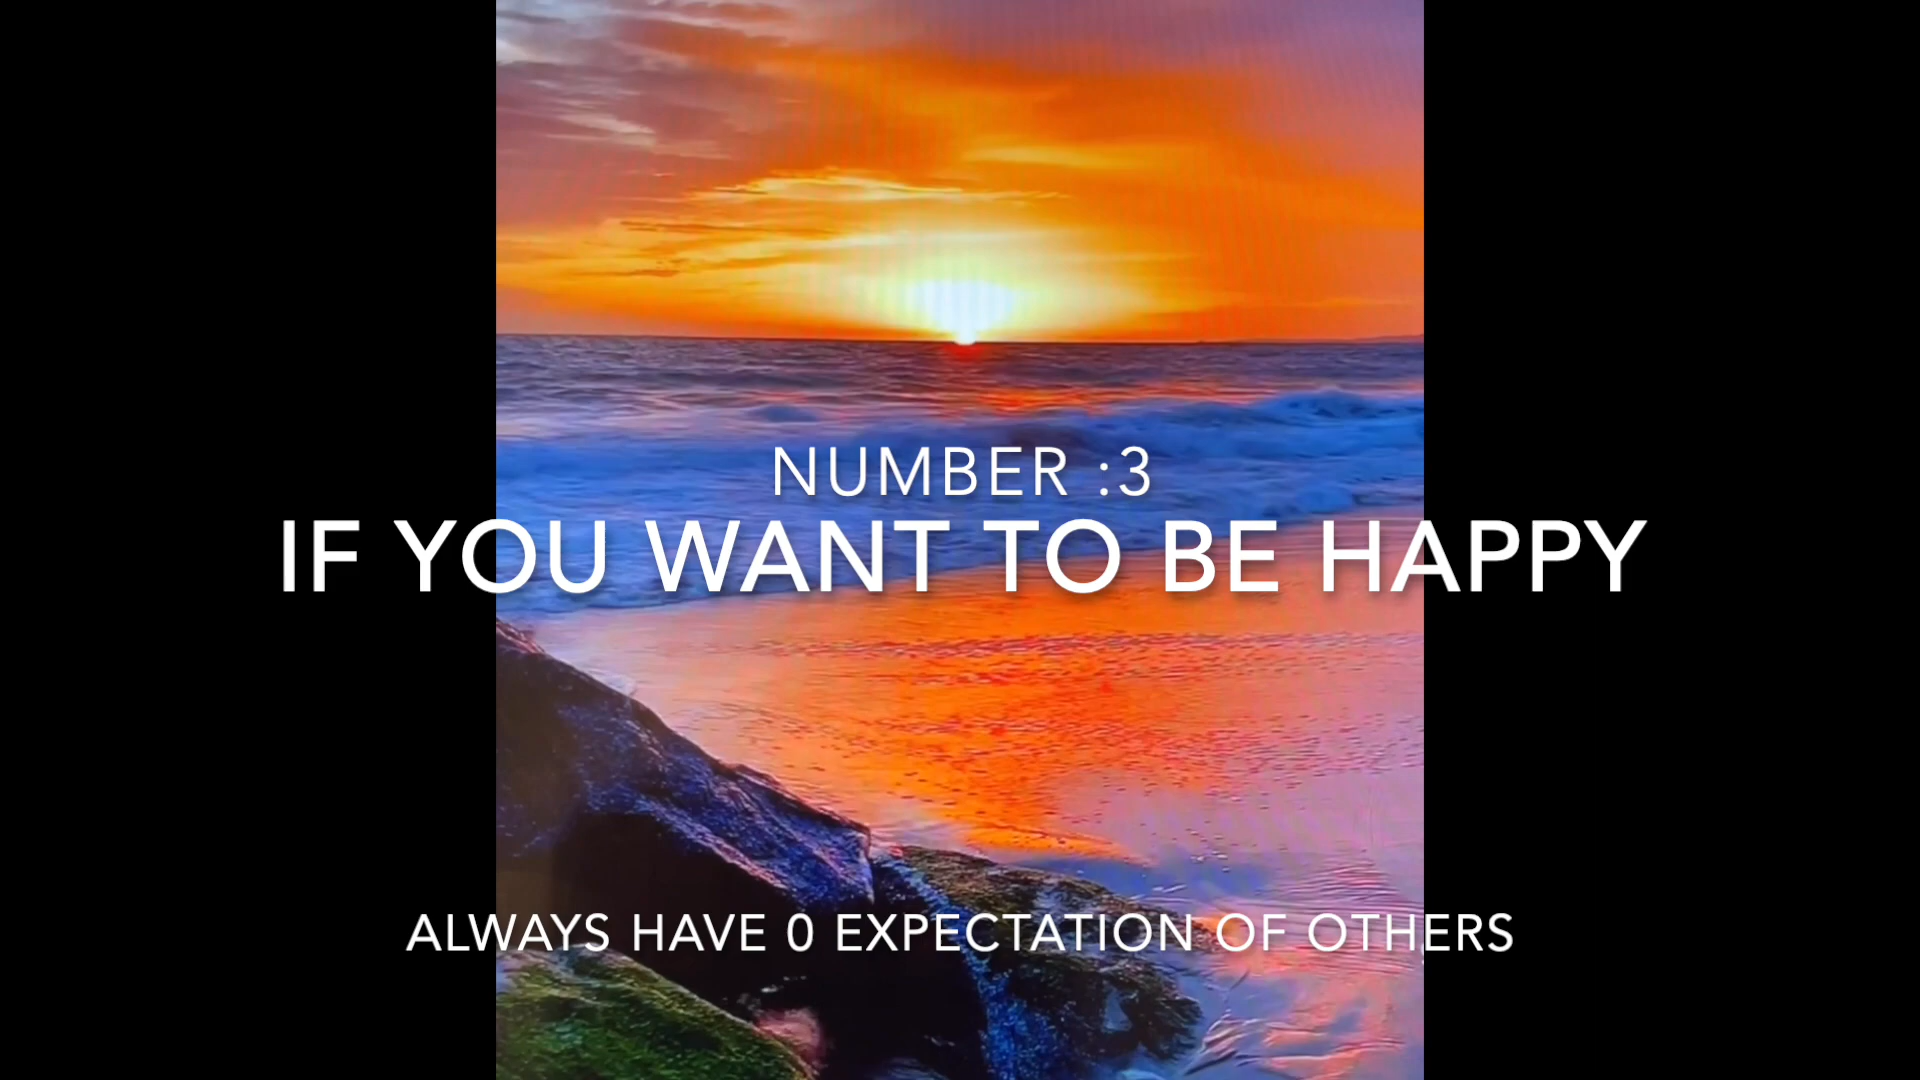 NUMBER :3
IF YOU WANT TO BE HAPPY
ALWAYS HAVE 0 EXPECTATION OF OTHERS